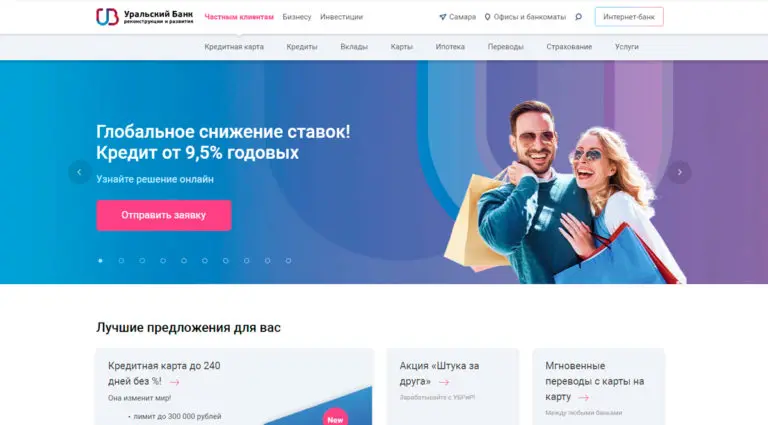 Уральский Банк
реконструкции и развития
Частным клиентам Бизнесу Инвестиции
Самара Офисы и банкоматы Интернет-банк
Кредитная карта Кредиты Вклады Карты Ипотека Переводы Страхование Услуги
Глобальное снижение ставок!
Кредит от 9,5% годовых
Узнайте решение онлайн
Отправить заявку
Лучшие предложения для вас
Кредитная карта до 240
дней без %! →
Она изменит мир!
• лимит до 300 000 рублей
New
Акция «Штука за
друга» →
Зарабатывайте с УБРиР!
Мгновенные
переводы с карты на
карту →
Между любыми банками